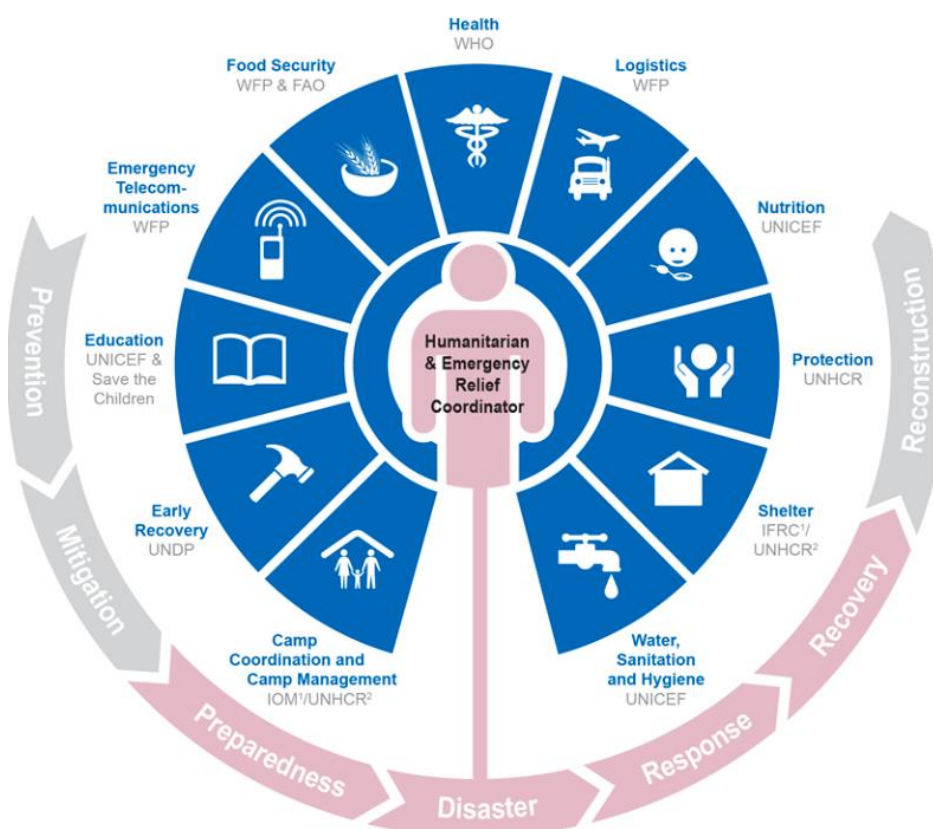 Health
WHO
Food Security
WFP & FAO
Logistics
WFP
Emergency
Telecom-
munications
WFP
Nutrition
UNICEF
Education
UNICEF &
Save the
Children
Humanitarian
& Emergency
Relief
Coordinator
Protection
UNHCR
Early
Recovery
UNDP
Shelter
IFRC¹/
UNHCR²
Camp
Coordination and
Camp Management
IOM¹/UNHCR²
Water,
Sanitation
and Hygiene
UNICEF
Prevention
Mitigation
Preparedness
Disaster
Response
Recovery
Reconstruction